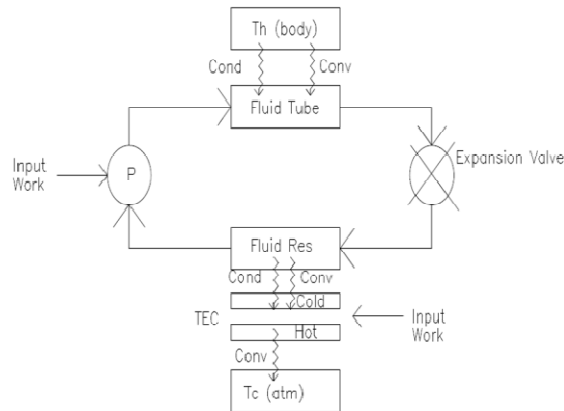 Th (body)
Cond
Conv
Fluid Tube
Input
Work
P
Expansion Valve
Fluid Res
Cond
Conv
TEC
Cold
Hot
Input
Work
Conv
Tc (atm)